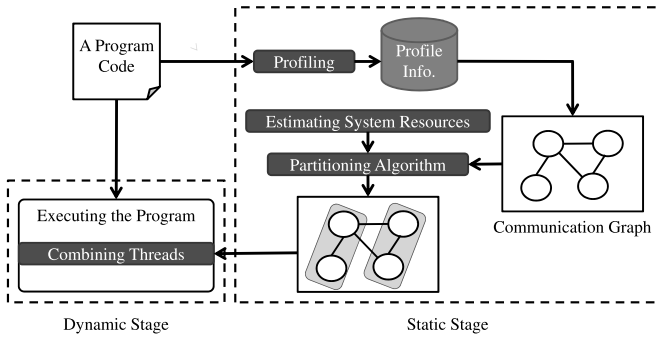 A Program
Code
Profiling
Profile
Info.
Estimating System Resources
Partitioning Algorithm
Communication Graph
Executing the Program
Combining Threads
Dynamic Stage
Static Stage